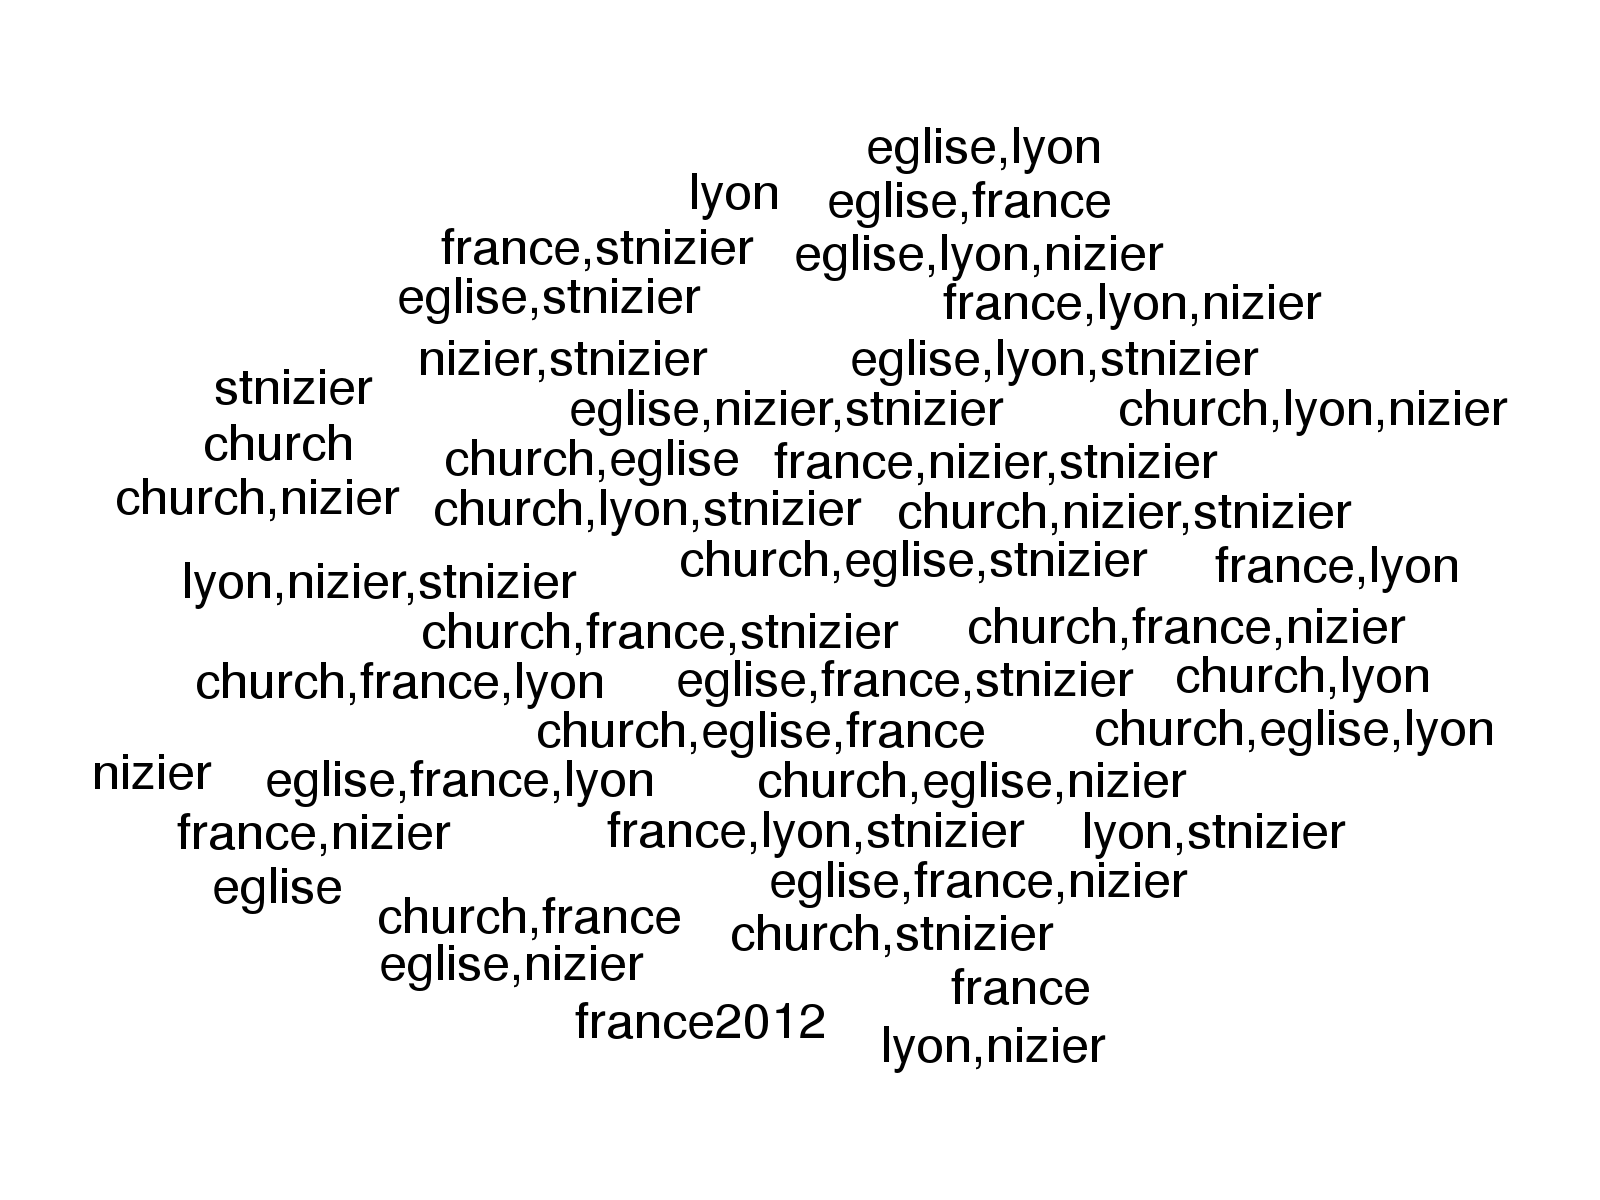 eglise,lyon
lyon
eglise,france
france,stnizier
eglise,lyon,nizier
eglise,stnizier
france,lyon,nizier
nizier,stnizier
eglise,lyon,stnizier
stnizier
eglise,nizier,stnizier
church,lyon,nizier
church
church,eglise
france,nizier,stnizier
church,nizier
church,lyon,stnizier
church,nizier,stnizier
church,eglise,stnizier
france,lyon
lyon,nizier,stnizier
church,france,stnizier
church,france,nizier
church,france,lyon
eglise,france,stnizier
church,lyon
church,eglise,france
church,eglise,lyon
nizier
eglise,france,lyon
church,eglise,nizier
france,nizier
france,lyon,stnizier
lyon,stnizier
eglise
eglise,france,nizier
church,france
church,stnizier
eglise,nizier
france
france2012
lyon,nizier